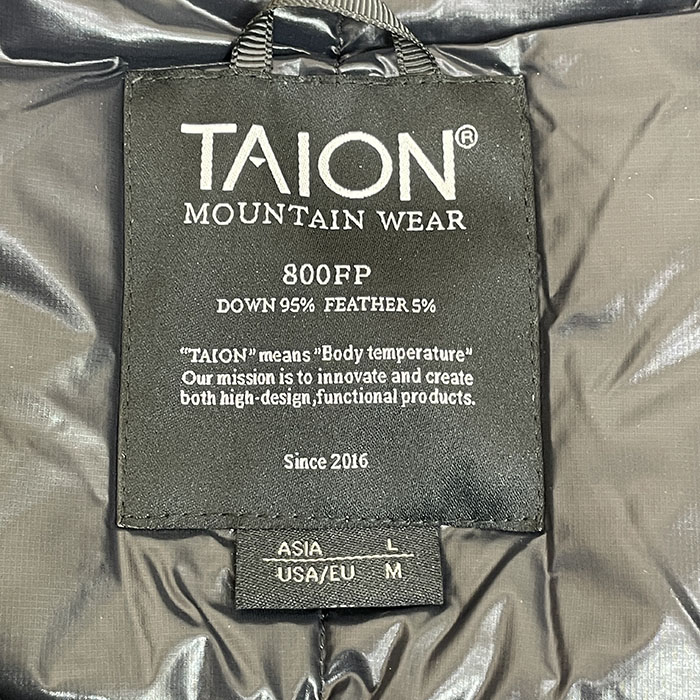 TAION®
MOUNTAIN WEAR
800FP
DOWN 95% FEATHER 5%
"TAION" means "Body temperature"
Our mission is to innovate and create
both high-design,functional products.
Since 2016
ASIA L
USA/EU M